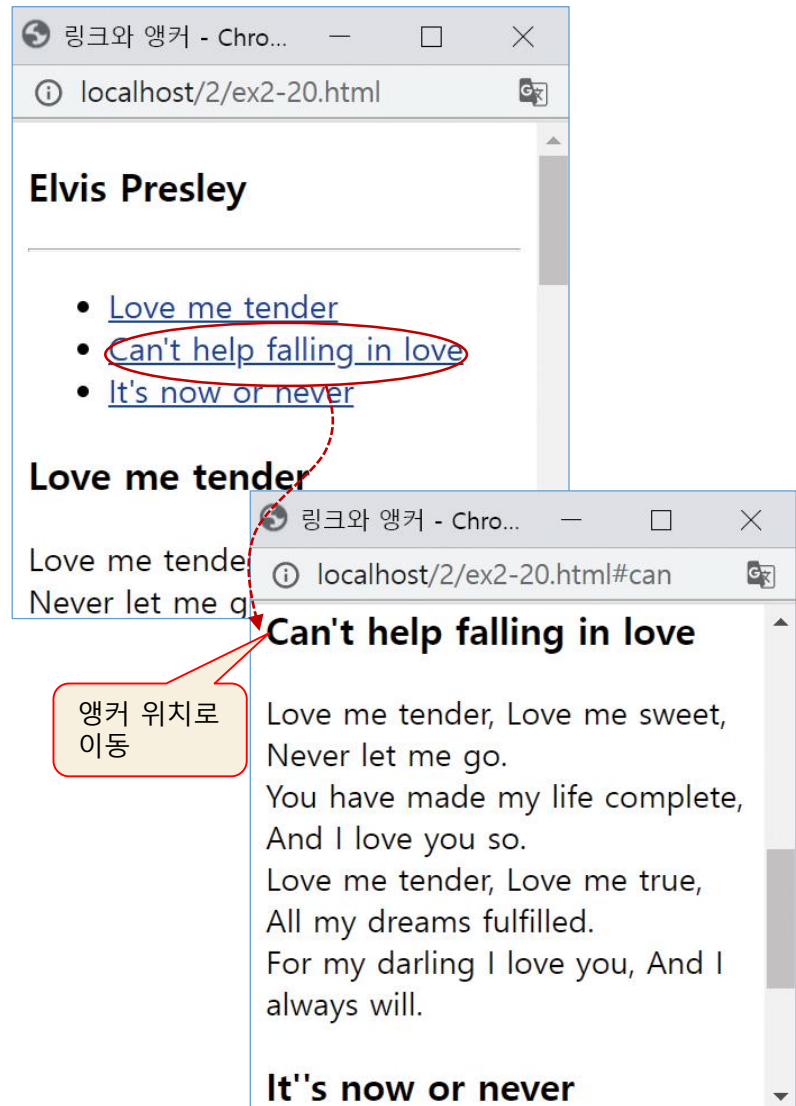 링크와 앵커 - Chro...
localhost/2/ex2-20.html
Elvis Presley
Love me tender
Can't help falling in love
It's now or never
Love me tender
Love me tende
Never let me g
링크와 앵커 - Chro...
localhost/2/ex2-20.html#can
Can't help falling in love
Love me tender, Love me sweet,
Never let me go.
You have made my life complete,
And I love you so.
Love me tender, Love me true,
All my dreams fulfilled.
For my darling I love you, And I
always will.
It''s now or never
앵커 위치로
이동